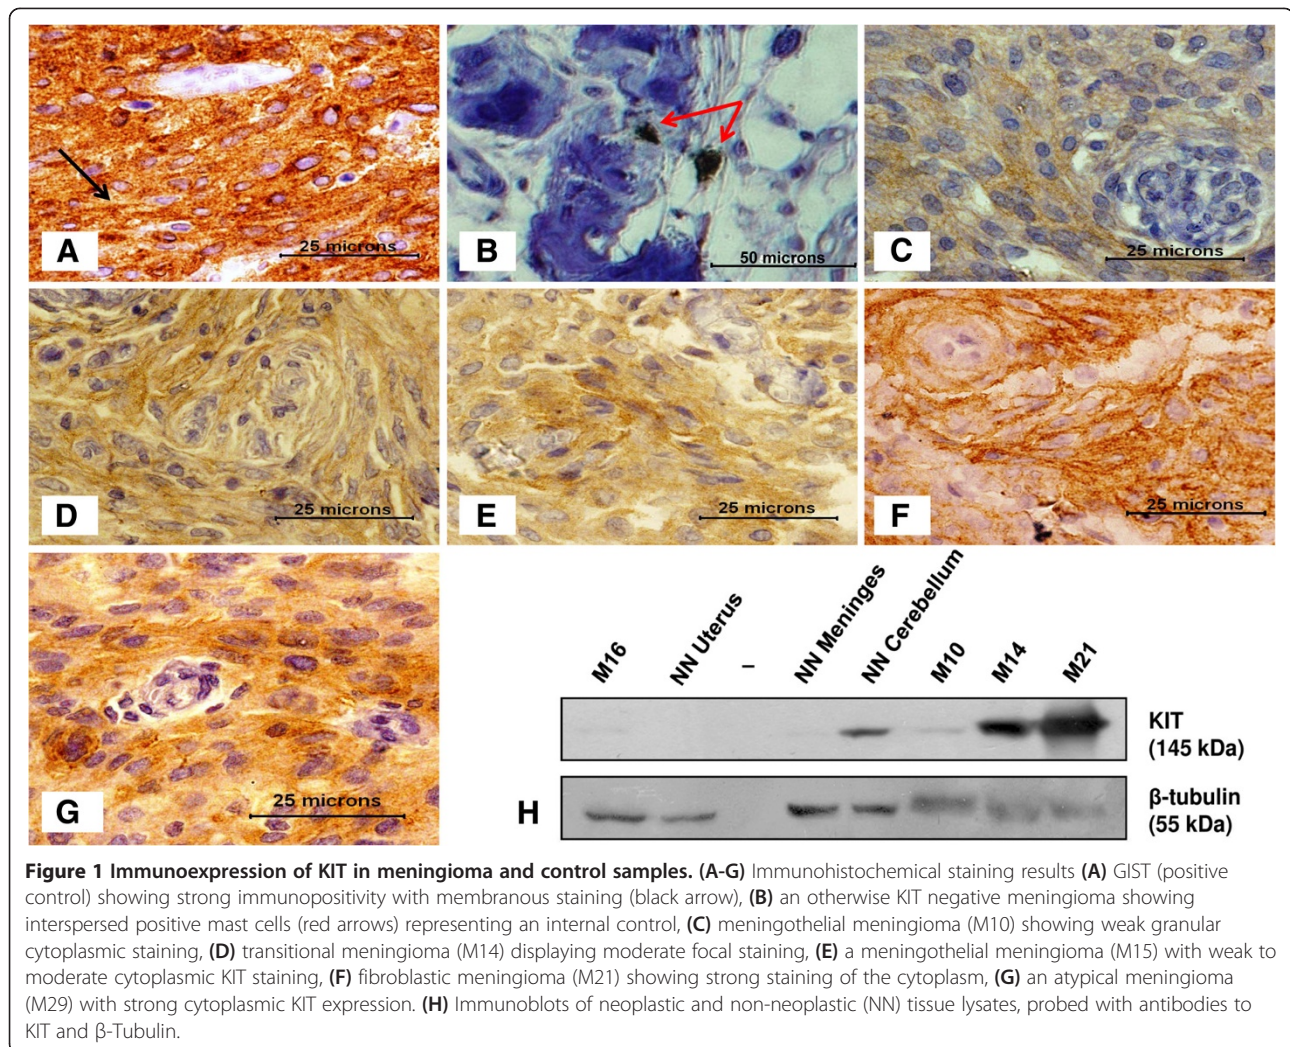 25 microns
A
50 microns
B
25 microns
C
25 microns
D
25 microns
E
25 microns
F
25 microns
G
M16
NN Uterus
–
NN Meninges
NN Cerebellum
M10
M14
M21
KIT
(145 kDa)
H
β-tubulin
(55 kDa)
Figure 1 Immunoexpression of KIT in meningioma and control samples. (A-G) Immunohistochemical staining results (A) GIST (positive
control) showing strong immunopositivity with membranous staining (black arrow), (B) an otherwise KIT negative meningioma showing
interspersed positive mast cells (red arrows) representing an internal control, (C) meningothelial meningioma (M10) showing weak granular
cytoplasmic staining, (D) transitional meningioma (M14) displaying moderate focal staining, (E) a meningothelial meningioma (M15) with weak to
moderate cytoplasmic KIT staining, (F) fibroblastic meningioma (M21) showing strong staining of the cytoplasm, (G) an atypical meningioma
(M29) with strong cytoplasmic KIT expression. (H) Immunoblots of neoplastic and non-neoplastic (NN) tissue lysates, probed with antibodies to
KIT and β-Tubulin.